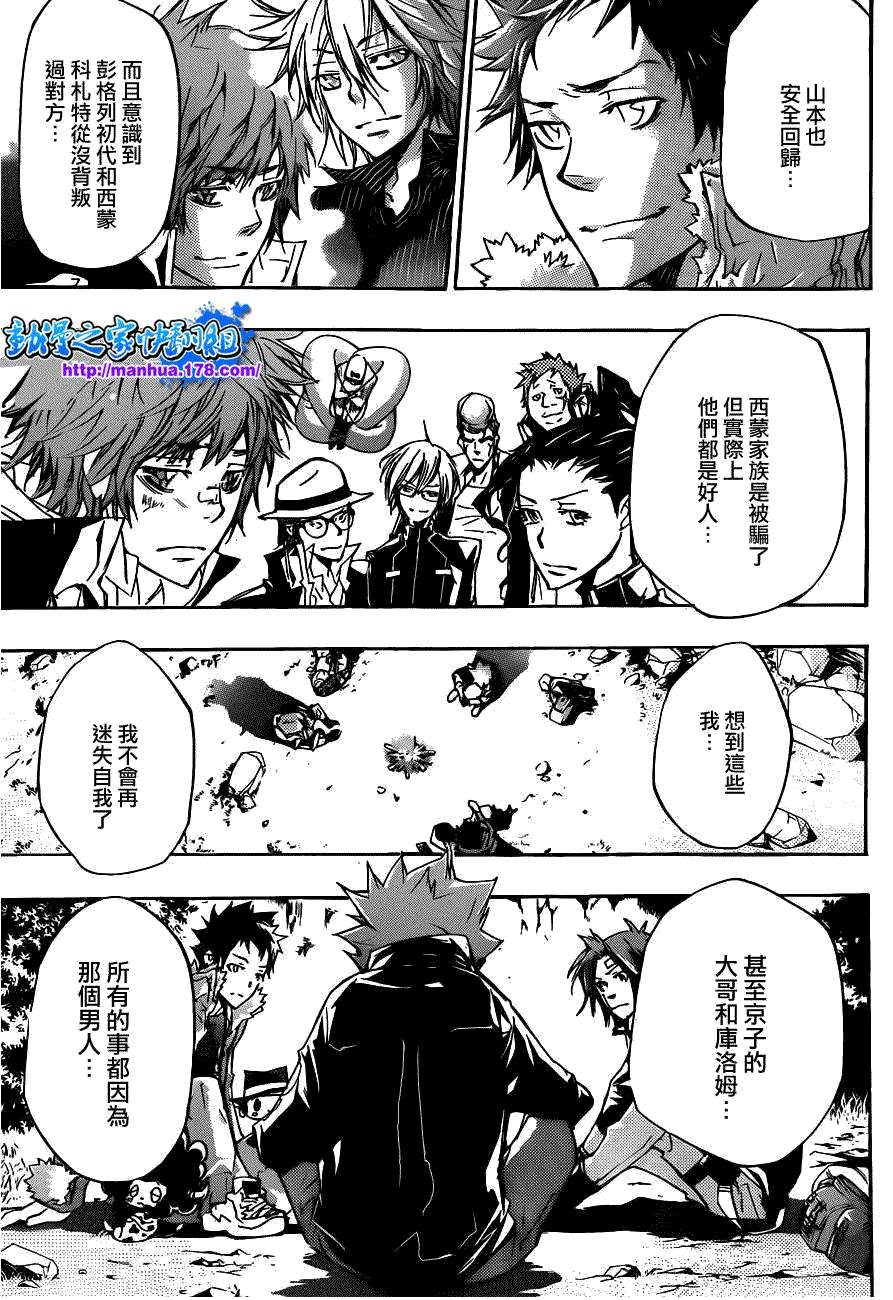 山本也
安全回歸…
而且意識到
彭格列初代和西蒙
科札特從沒背叛
過對方…
動漫之家快翻組
http://manhua.178.com/
西蒙家族是被騙了
但實際上
他們都是好人…
想到這些
我…
我不會再
迷失自我了
甚至京子的
大哥和庫洛姆…
所有的事都因為
那個男人…